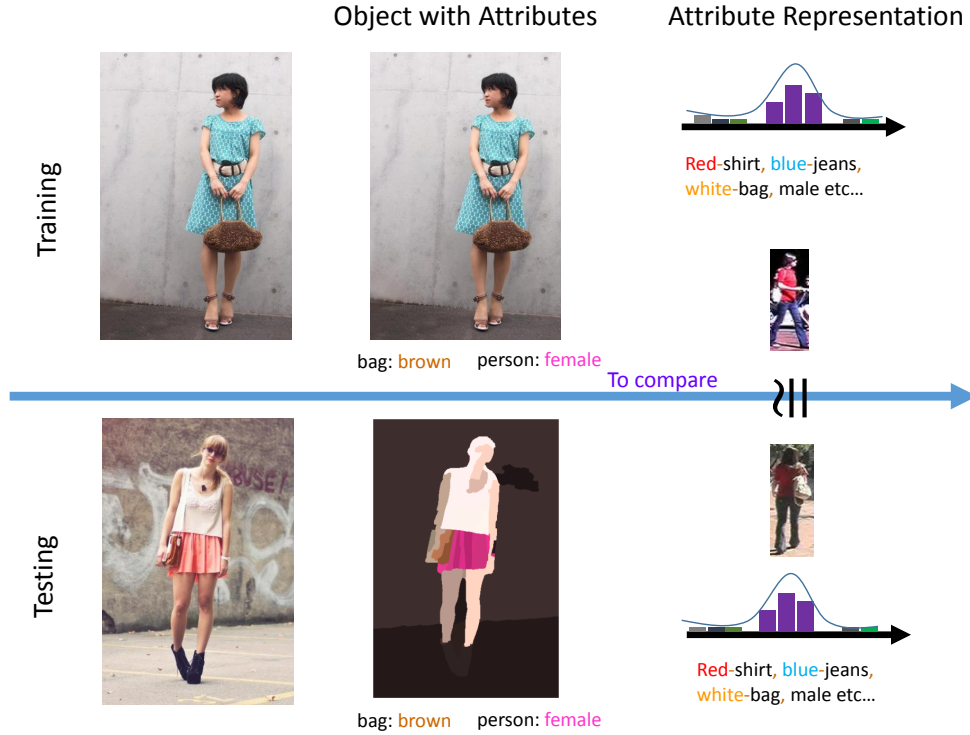 Object with Attributes
Attribute Representation
Training
Red-shirt, blue-jeans,
white-bag, male etc...
bag: brown
person: female
To compare
Testing
BUSE!
Red-shirt, blue-jeans,
white-bag, male etc...
bag: brown
person: female